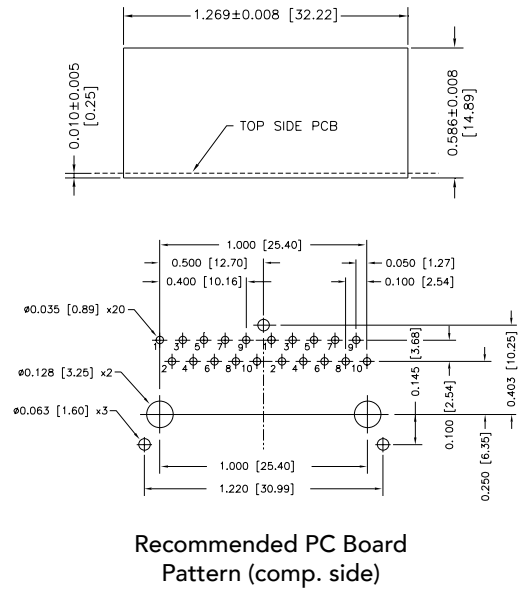 1.269±0.008 [32.22]
0.010±0.005
[0.25]
0.586±0.008
[14.89]
TOP SIDE PCB
1.000 [25.40]
0.500 [12.70]
0.050 [1.27]
0.400 [10.16]
0.100 [2.54]
ø0.035 [0.89] x20
1 3 5 7 9 1 3 5 7 9
2 4 6 8 10 2 4 6 8 10
ø0.128 [3.25] x2
ø0.063 [1.60] x3
0.145 [3.68]
0.403 [10.25]
0.100 [2.54]
0.250 [6.35]
1.000 [25.40]
1.220 [30.99]
Recommended PC Board
Pattern (comp. side)